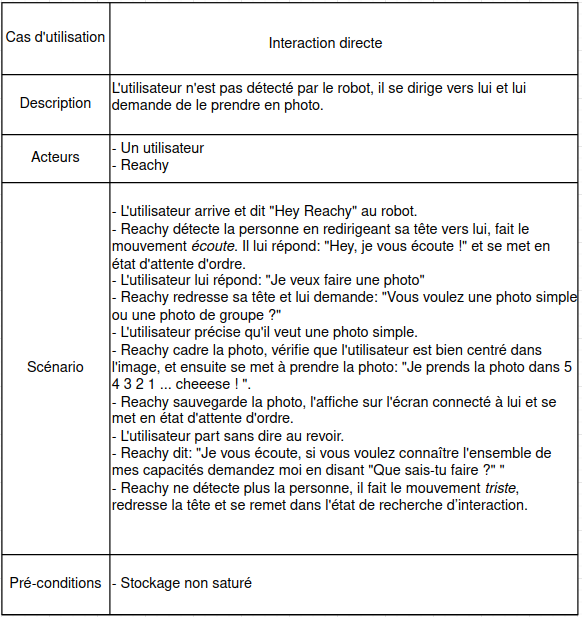 Cas d'utilisation
Interaction directe
Description
L'utilisateur n'est pas détecté par le robot, il se dirige vers lui et lui
demande de le prendre en photo.
Acteurs
- Un utilisateur
- Reachy
Scénario
- L'utilisateur arrive et dit "Hey Reachy" au robot.
- Reachy détecte la personne en redirigeant sa tête vers lui, fait le
mouvement écoute. Il lui répond: "Hey, je vous écoute !" et se met en
état d'attente d'ordre.
- L'utilisateur lui répond: "Je veux faire une photo"
- Reachy redresse sa tête et lui demande: "Vous voulez une photo simple
ou une photo de groupe ?"
- L'utilisateur précise qu'il veut une photo simple.
- Reachy cadre la photo, vérifie que l'utilisateur est bien centré dans
l'image, et ensuite se met à prendre la photo: "Je prends la photo dans 5
4 3 2 1 ... cheeese ! ".
- Reachy sauvegarde la photo, l'affiche sur l'écran connecté à lui et se
met en état d'attente d'ordre.
- L'utilisateur part sans dire au revoir.
- Reachy dit: "Je vous écoute, si vous voulez connaître l'ensemble de
mes capacités demandez moi en disant "Que sais-tu faire ?" "
- Reachy ne détecte plus la personne, il fait le mouvement triste,
redresse la tête et se remet dans l'état de recherche d'interaction.
Pré-conditions
- Stockage non saturé